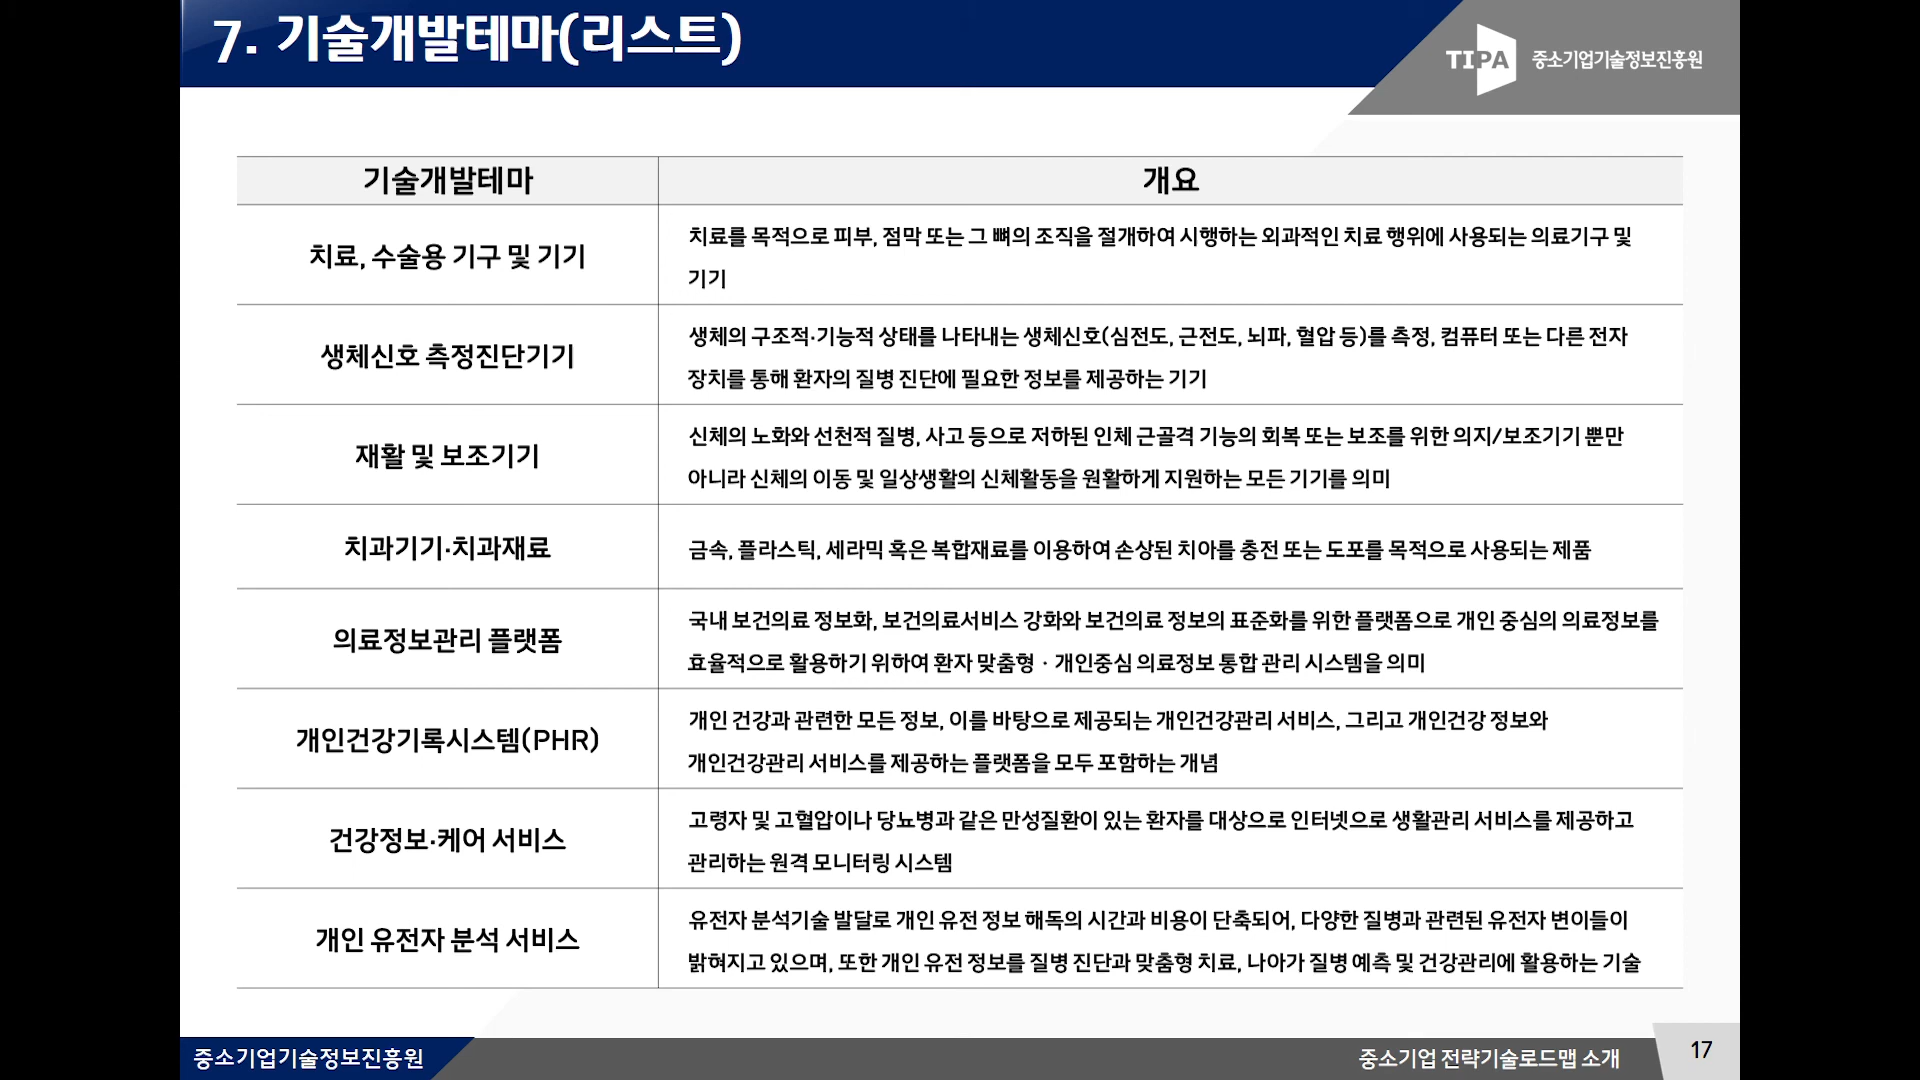 7. 기술개발테마(리스트)
TIPA 중소기업기술정보진흥원
기술개발테마
개요
치료, 수술용 기구 및 기기
치료를 목적으로 피부, 점막 또는 그 뼈의 조직을 절개하여 시행하는 외과적인 치료 행위에 사용되는 의료기구 및
기기
생체신호 측정진단기기
생체의 구조적·기능적 상태를 나타내는 생체신호(심전도, 근전도, 뇌파, 혈압 등)를 측정, 컴퓨터 또는 다른 전자
장치를 통해 환자의 질병 진단에 필요한 정보를 제공하는 기기
재활 및 보조기기
신체의 노화와 선천적 질병, 사고 등으로 저하된 인체 근골격 기능의 회복 또는 보조를 위한 의지/보조기기 뿐만
아니라 신체의 이동 및 일상생활의 신체활동을 원활하게 지원하는 모든 기기를 의미
치과기기·치과재료
금속, 플라스틱, 세라믹 혹은 복합재료를 이용하여 손상된 치아를 충전 또는 도포를 목적으로 사용되는 제품
의료정보관리 플랫폼
국내 보건의료 정보화, 보건의료서비스 강화와 보건의료 정보의 표준화를 위한 플랫폼으로 개인 중심의 의료정보를
효율적으로 활용하기 위하여 환자 맞춤형 · 개인중심 의료정보 통합 관리 시스템을 의미
개인건강기록시스템(PHR)
개인 건강과 관련한 모든 정보, 이를 바탕으로 제공되는 개인건강관리 서비스, 그리고 개인건강 정보와
개인건강관리 서비스를 제공하는 플랫폼을 모두 포함하는 개념
건강정보·케어 서비스
고령자 및 고혈압이나 당뇨병과 같은 만성질환이 있는 환자를 대상으로 인터넷으로 생활관리 서비스를 제공하고
관리하는 원격 모니터링 시스템
개인 유전자 분석 서비스
유전자 분석기술 발달로 개인 유전 정보 해독의 시간과 비용이 단축되어, 다양한 질병과 관련된 유전자 변이들이
밝혀지고 있으며, 또한 개인 유전 정보를 질병 진단과 맞춤형 치료, 나아가 질병 예측 및 건강관리에 활용하는 기술
중소기업기술정보진흥원
중소기업 전략기술로드맵 소개
17